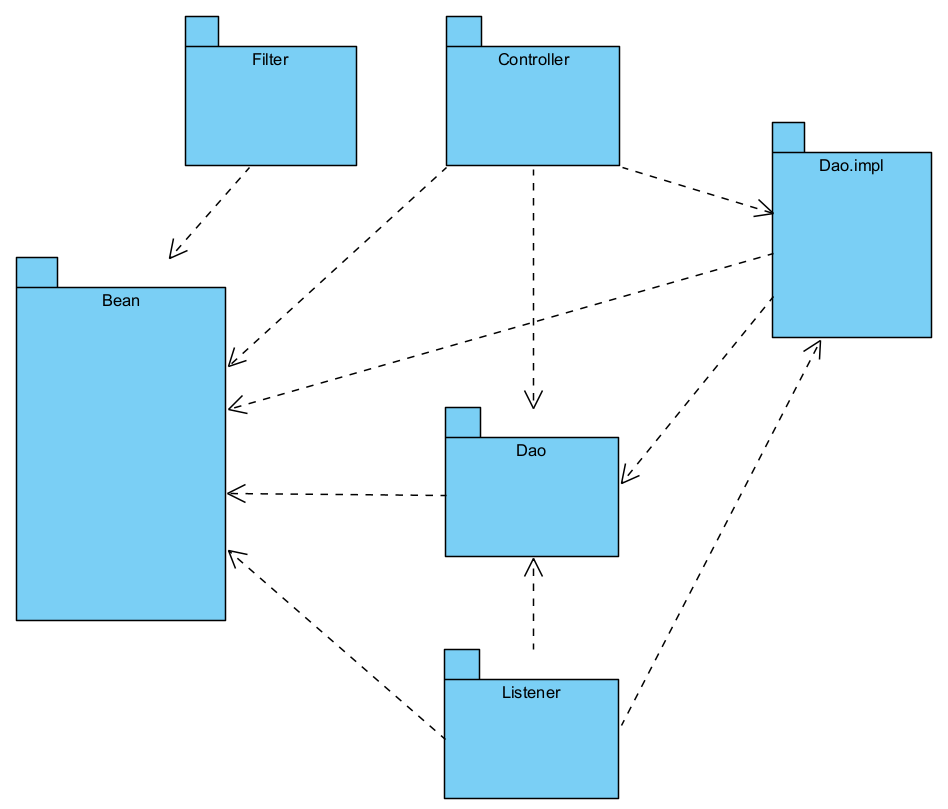 Filter
Controller
Dao.impl
Bean
Dao
Listener